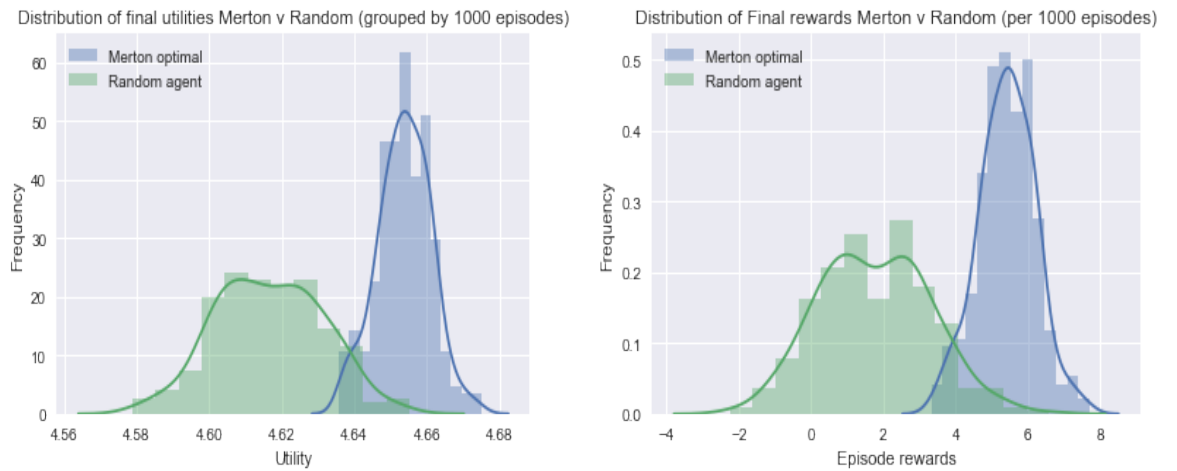 Distribution of final utilities Merton v Random (grouped by 1000 episodes)
Merton optimal
Random agent
Frequency
60
50
40
30
20
10
0
4.56 4.58 4.60 4.62 4.64 4.66 4.68
Utility
Distribution of Final rewards Merton v Random (per 1000 episodes)
Merton optimal
Random agent
Frequency
0.5
0.4
0.3
0.2
0.1
0.0
−4 −2 0 2 4 6 8
Episode rewards